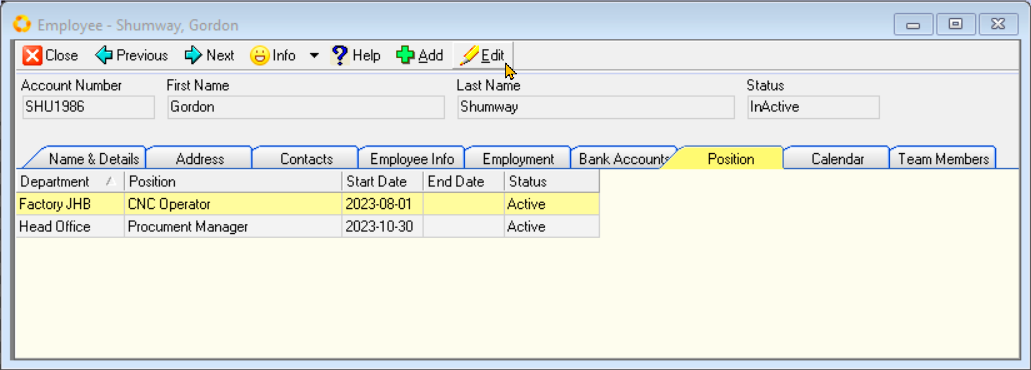 Employee - Shumway, Gordon
Close Previous Next Info Help Add Edit
Account Number First Name Last Name Status
SHU1986 Gordon Shumway InActive
Name & Details Address Contacts Employee Info Employment Bank Accounts Position Calendar Team Members
Department Position Start Date End Date Status
Factory JHB CNC Operator 2023-08-01 Active
Head Office Procument Manager 2023-10-30 Active